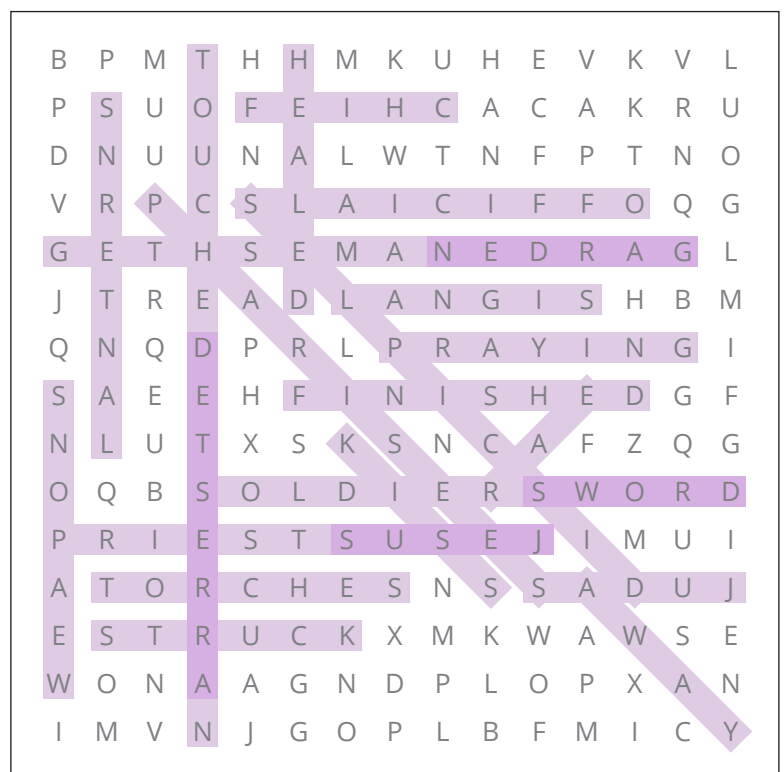 B P M T H H M K U H E V K V L
P S U O F E I H C A C A K R U
D N U U N A L W T N F P T N O
V R P C S L A I C I F F O Q G
G E T H S E M A N E D R A G L
J T R E A D L A N G I S H B M
Q N Q D P R L P R A Y I N G I
S A E E H F I N I S H E D G F
N L U T X S K S N C A F Z Q G
O Q B S O L D I E R S W O R D
P R I E S T S U S E J I M U I
A T O R C H E S N S S A D U J
E S T R U C K X M K W A W S E
W O N A A G N D P L O P X A N
I M V N J G O P L B F M I C Y